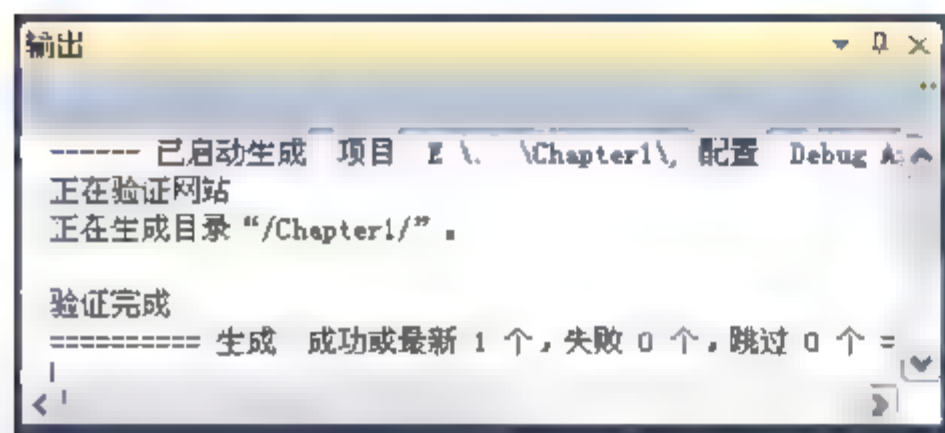 输出
------ 已启动生成 项目 E \. \Chapter1\, 配置 Debug
正在验证网站
正在生成目录 “/Chapter1/” 。
验证完成
========== 生成 成功或最新 1 个，失败 0 个，跳过 0 个 =